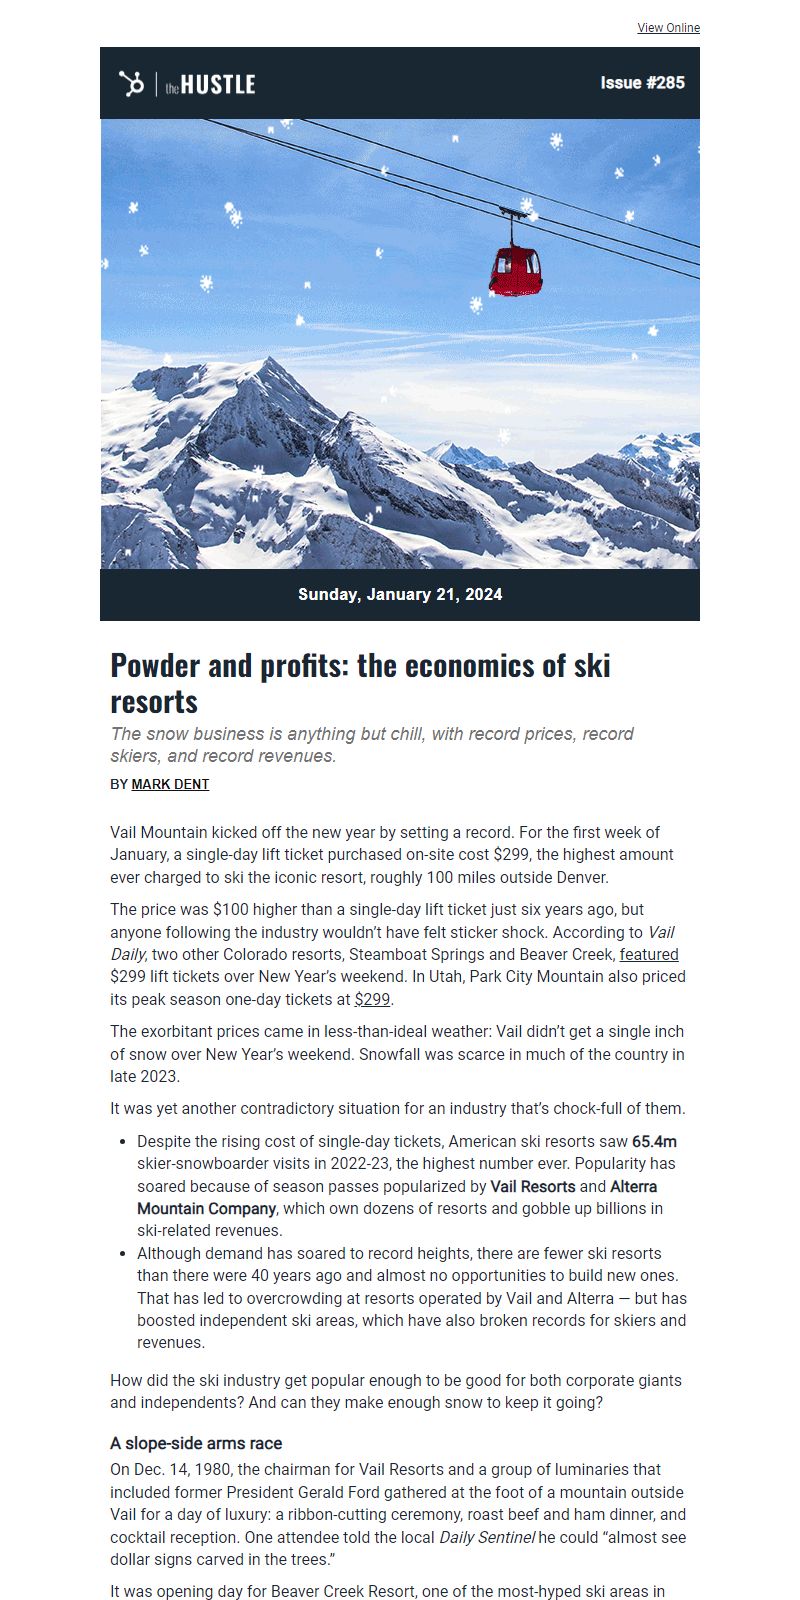 View Online
the HUSTLE
Issue #285
Sunday, January 21, 2024
Powder and profits: the economics of ski
resorts
The snow business is anything but chill, with record prices, record
skiers, and record revenues.
BY MARK DENT
Vail Mountain kicked off the new year by setting a record. For the first week of
January, a single-day lift ticket purchased on-site cost $299, the highest amount
ever charged to ski the iconic resort, roughly 100 miles outside Denver.
The price was $100 higher than a single-day lift ticket just six years ago, but
anyone following the industry wouldn’t have felt sticker shock. According to Vail
Daily, two other Colorado resorts, Steamboat Springs and Beaver Creek, featured
$299 lift tickets over New Year’s weekend. In Utah, Park City Mountain also priced
its peak season one-day tickets at $299.
The exorbitant prices came in less-than-ideal weather: Vail didn’t get a single inch
of snow over New Year’s weekend. Snowfall was scarce in much of the country in
late 2023.
It was yet another contradictory situation for an industry that’s chock-full of them.
• Despite the rising cost of single-day tickets, American ski resorts saw 65.4m
skier-snowboarder visits in 2022-23, the highest number ever. Popularity has
soared because of season passes popularized by Vail Resorts and Alterra
Mountain Company, which own dozens of resorts and gobble up billions in
ski-related revenues.
• Although demand has soared to record heights, there are fewer ski resorts
than there were 40 years ago and almost no opportunities to build new ones.
That has led to overcrowding at resorts operated by Vail and Alterra — but has
boosted independent ski areas, which have also broken records for skiers and
revenues.
How did the ski industry get popular enough to be good for both corporate giants
and independents? And can they make enough snow to keep it going?
A slope-side arms race
On Dec. 14, 1980, the chairman for Vail Resorts and a group of luminaries that
included former President Gerald Ford gathered at the foot of a mountain outside
Vail for a day of luxury: a ribbon-cutting ceremony, roast beef and ham dinner, and
cocktail reception. One attendee told the local Daily Sentinel he could “almost see
dollar signs carved in the trees.”
It was opening day for Beaver Creek Resort, one of the most-hyped ski areas in